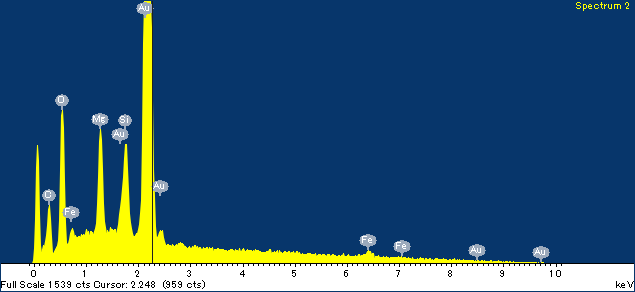 Spectrum 2
Au
O
Mg
Si
Au
Au
Fe
Fe
Fe
Au
Au
0 1 2 3 4 5 6 7 8 9 10
Full Scale 1539 cts Cursor: 2.248 (959 cts) keV